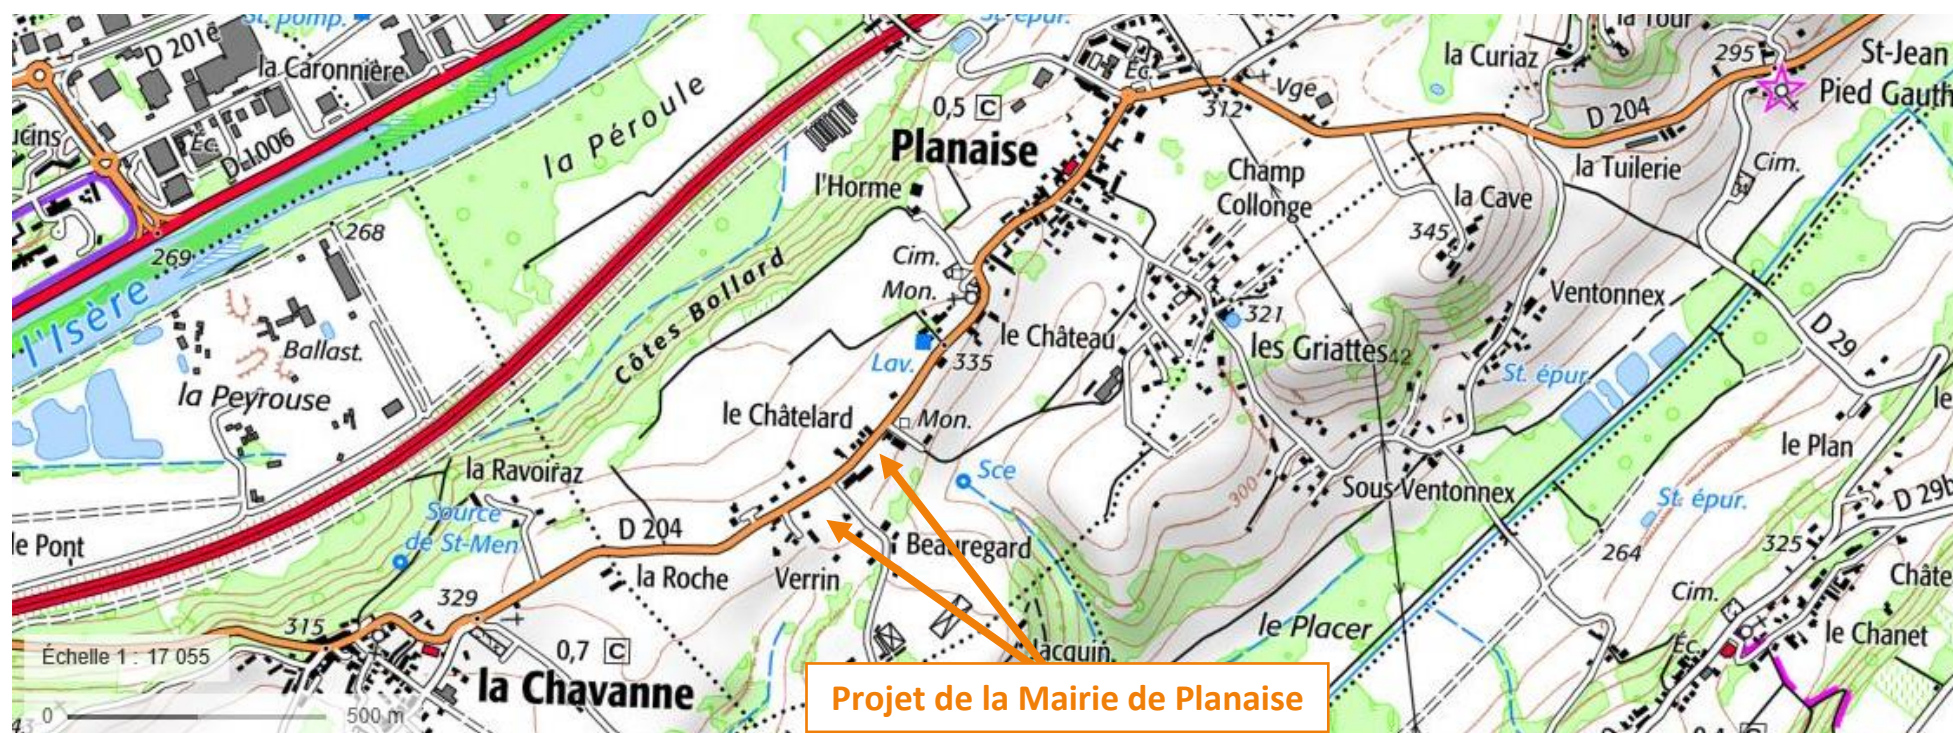 St. pomp.
St. épur.
la Tour
D 201e
la Caronnière
la Curiaz
295
St-Jean
Pied Gauth
Éc.
Vge
0,5 C
312
D 204
ucins
Éc.
D 1006
la Péroule
Planaise
l'Horme
Champ
Collonge
la Tuilerie
Cim.
la Cave
345
268
269
l'Isère
Cim.
Mon.
Côtes Bollard
le Château
321
Ventonnex
D 29
Ballast.
la Peyrouse
Lav.
335
les Griattes
42
St. épur.
le Châtelard
Mon.
le
le Plan
la Ravoiraz
Sce
300
Sous Ventonnex
St. épur.
D 29b
Source
de St-Men
le Pont
D 204
Beauregard
264
325
la Roche
Verrin
Châte
329
Cim.
315
le Placer
le Chanet
Échelle 1 : 17 055
0,7 C
Jacquin.
Éc.
la Chavanne
Projet de la Mairie de Planaise
0
500 m